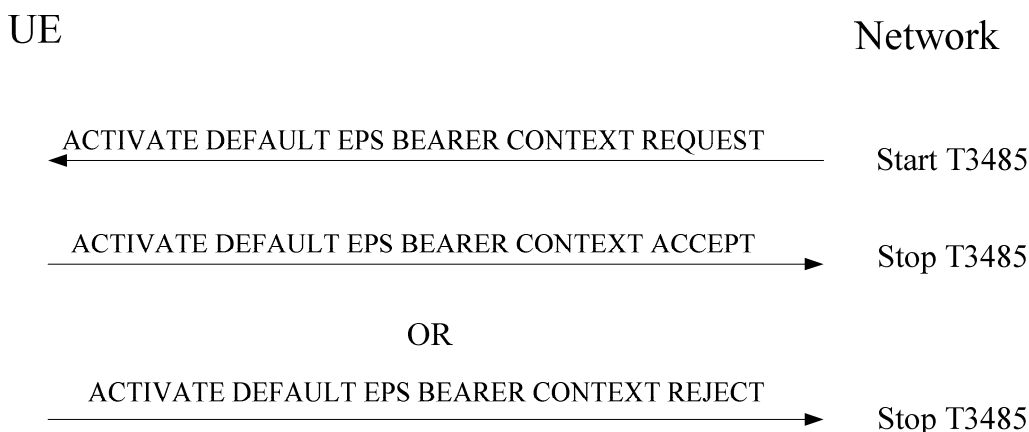 UE
Network
ACTIVATE DEFAULT EPS BEARER CONTEXT REQUEST
Start T3485
ACTIVATE DEFAULT EPS BEARER CONTEXT ACCEPT
Stop T3485
OR
ACTIVATE DEFAULT EPS BEARER CONTEXT REJECT
Stop T3485